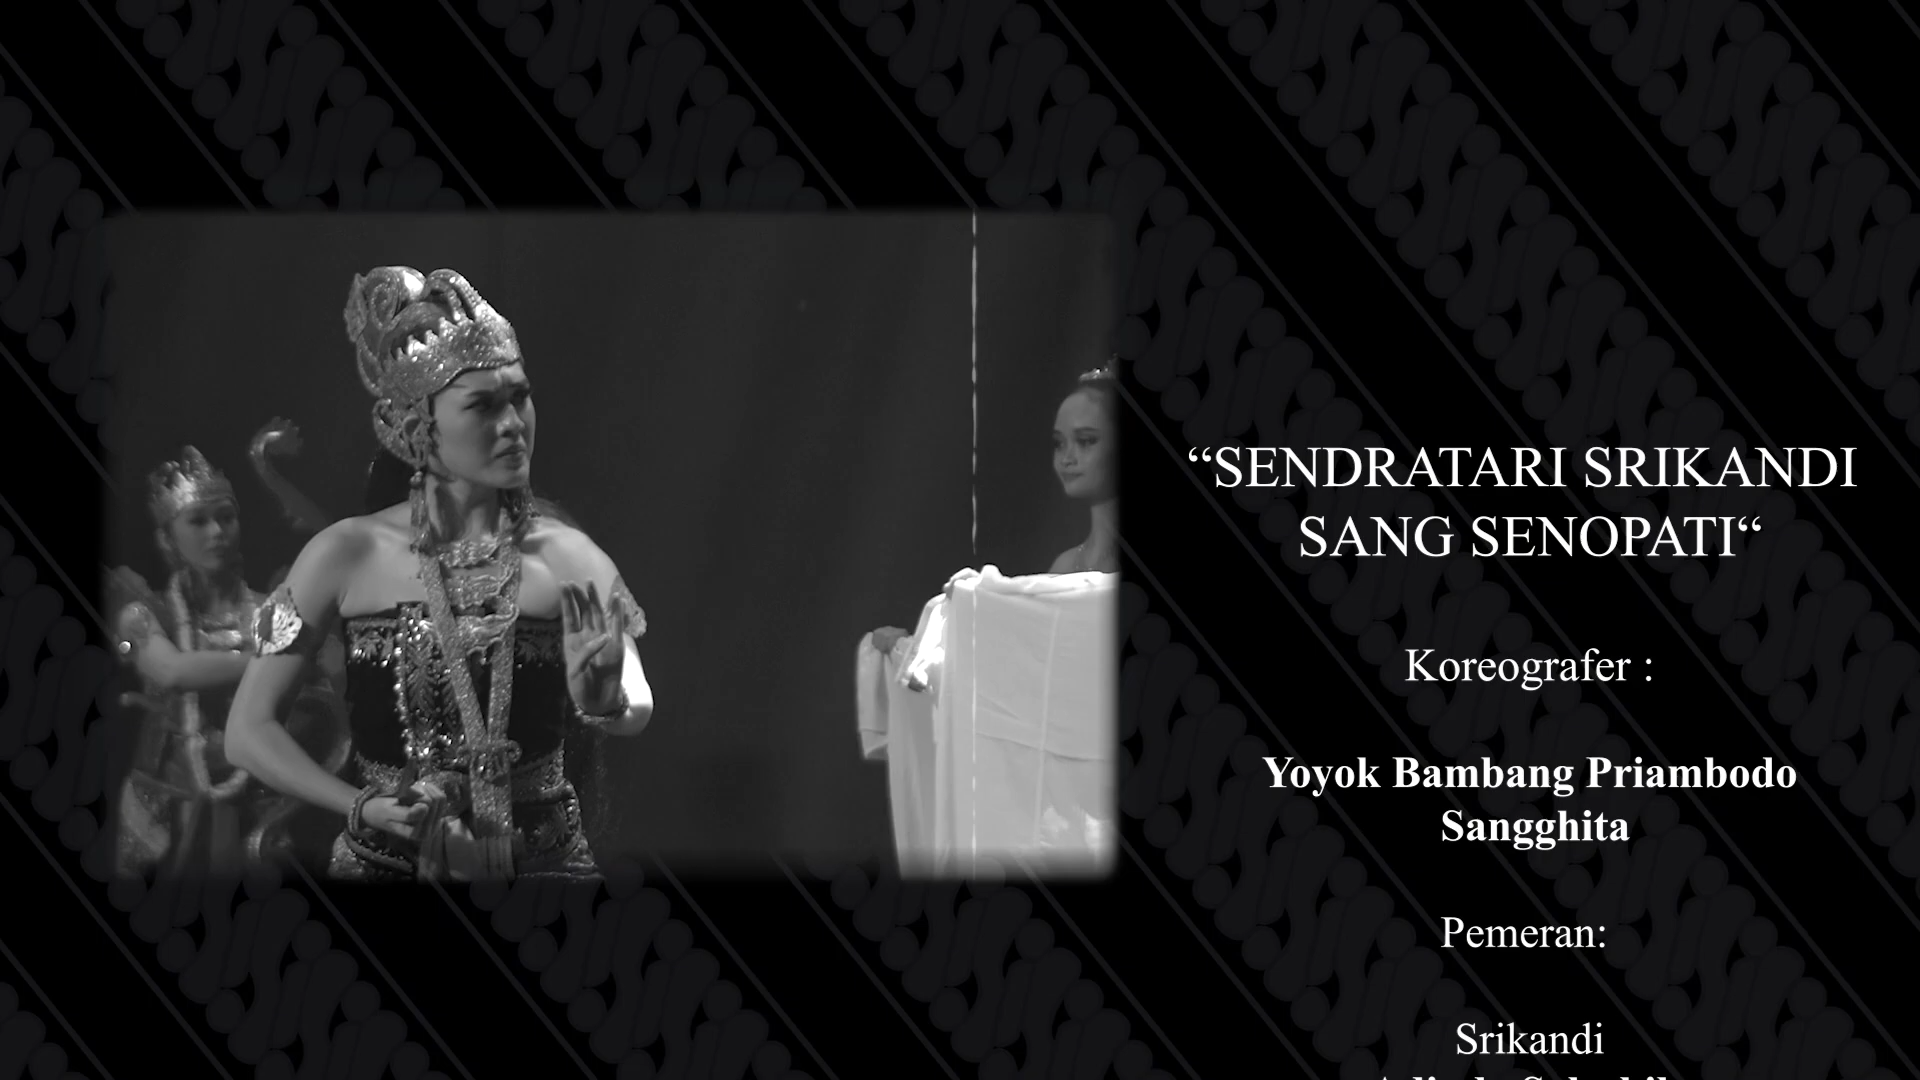 “SENDRATARI SRIKANDI
SANG SENOPATI“
Koreografer :
Yoyok Bambang Priambodo
Sangghita
Pemeran:
Srikandi